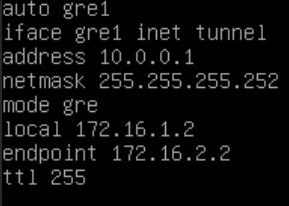 auto gre1
iface gre1 inet tunnel
address 10.0.0.1
netmask 255.255.255.252
mode gre
local 172.16.1.2
endpoint 172.16.2.2
ttl 255